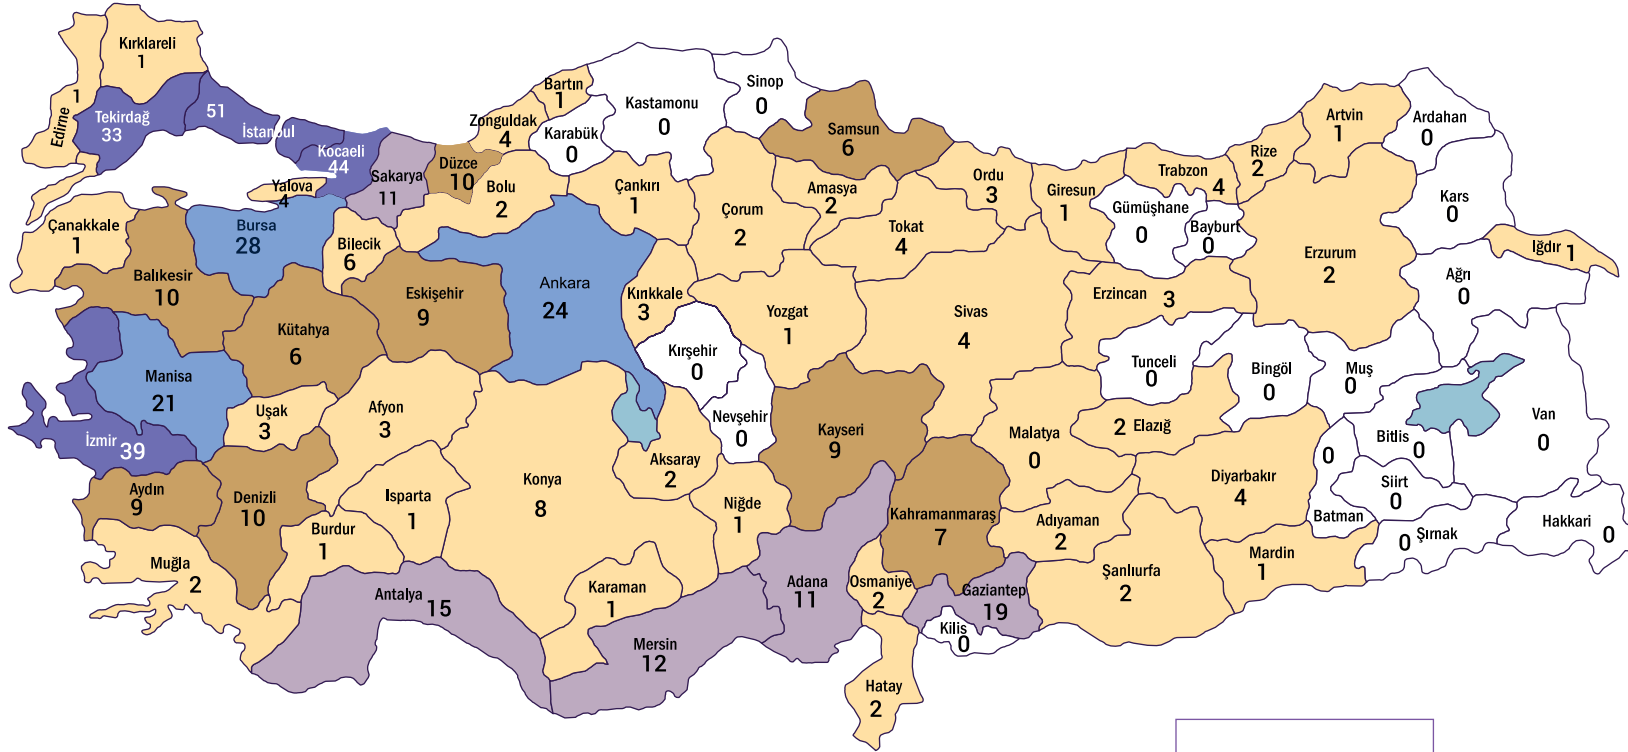 Kırklareli
1
Edirne
1
Tekirdağ
33
51
İstanbul
Kocaeli
44
Yalova
4
Sakarya
11
Düzce
10
Zonguldak
4
Bartın
1
Karabük
0
Kastamonu
0
Sinop
0
Samsun
6
Bolu
2
Çankırı
1
Çorum
2
Amasya
2
Tokat
4
Ordu
3
Giresun
1
Trabzon
4
Gümüşhane
0
Bayburt
0
Rize
2
Artvin
1
Ardahan
0
Kars
0
Iğdır 1
Ağrı
0
Erzurum
2
Erzincan 3
Çanakkale
1
Balıkesir
10
Bursa
28
Bilecik
6
Eskişehir
9
Kütahya
6
Ankara
24
Kırıkkale
3
Kırşehir
0
Yozgat
1
Sivas
4
Tunceli
0
Bingöl
0
Muş
0
Manisa
21
İzmir 39
Uşak
3
Afyon
3
Konya
8
Aksaray
2
Nevşehir
0
Kayseri
9
Malatya
0
2 Elazığ
Diyarbakır
4
0
Batman
Bitlis
0
Siirt
0
Van
0
Hakkari 0
0 Şırnak
Aydın
9
Denizli
10
Isparta
1
Burdur
1
Muğla
2
Antalya 15
Karaman
1
Niğde
1
Mersin
12
Adana
11
Osmaniye
2
Kahramanmaraş
7
Adıyaman
2
Gaziantep
19
Şanlıurfa
2
Mardin
1
Kilis
0
Hatay
2